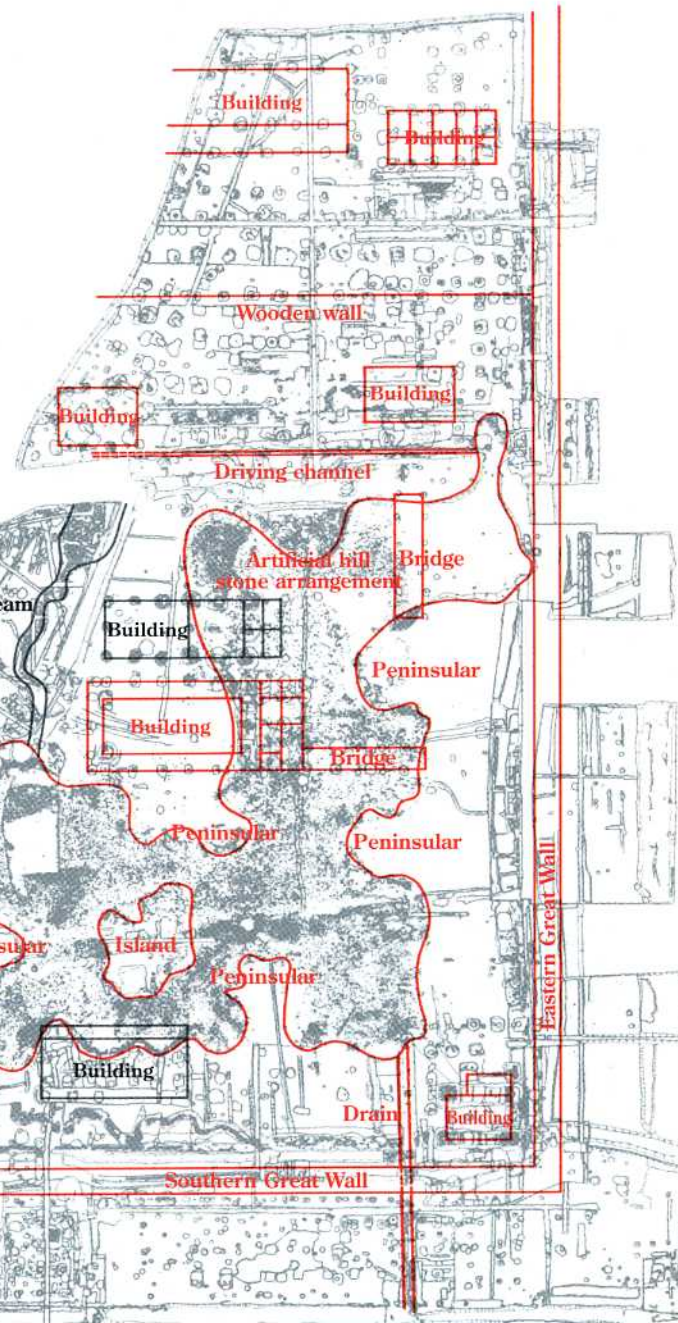 Building
Building
Wooden wall
Building
Building
Driving channel
Artificial hill
stone arrangement
Bridge
Building
Peninsular
Building
Bridge
Peninsular
Peninsular
Eastern Great Wall
Island
Peninsular
Building
Drain
Building
Southern Great Wall